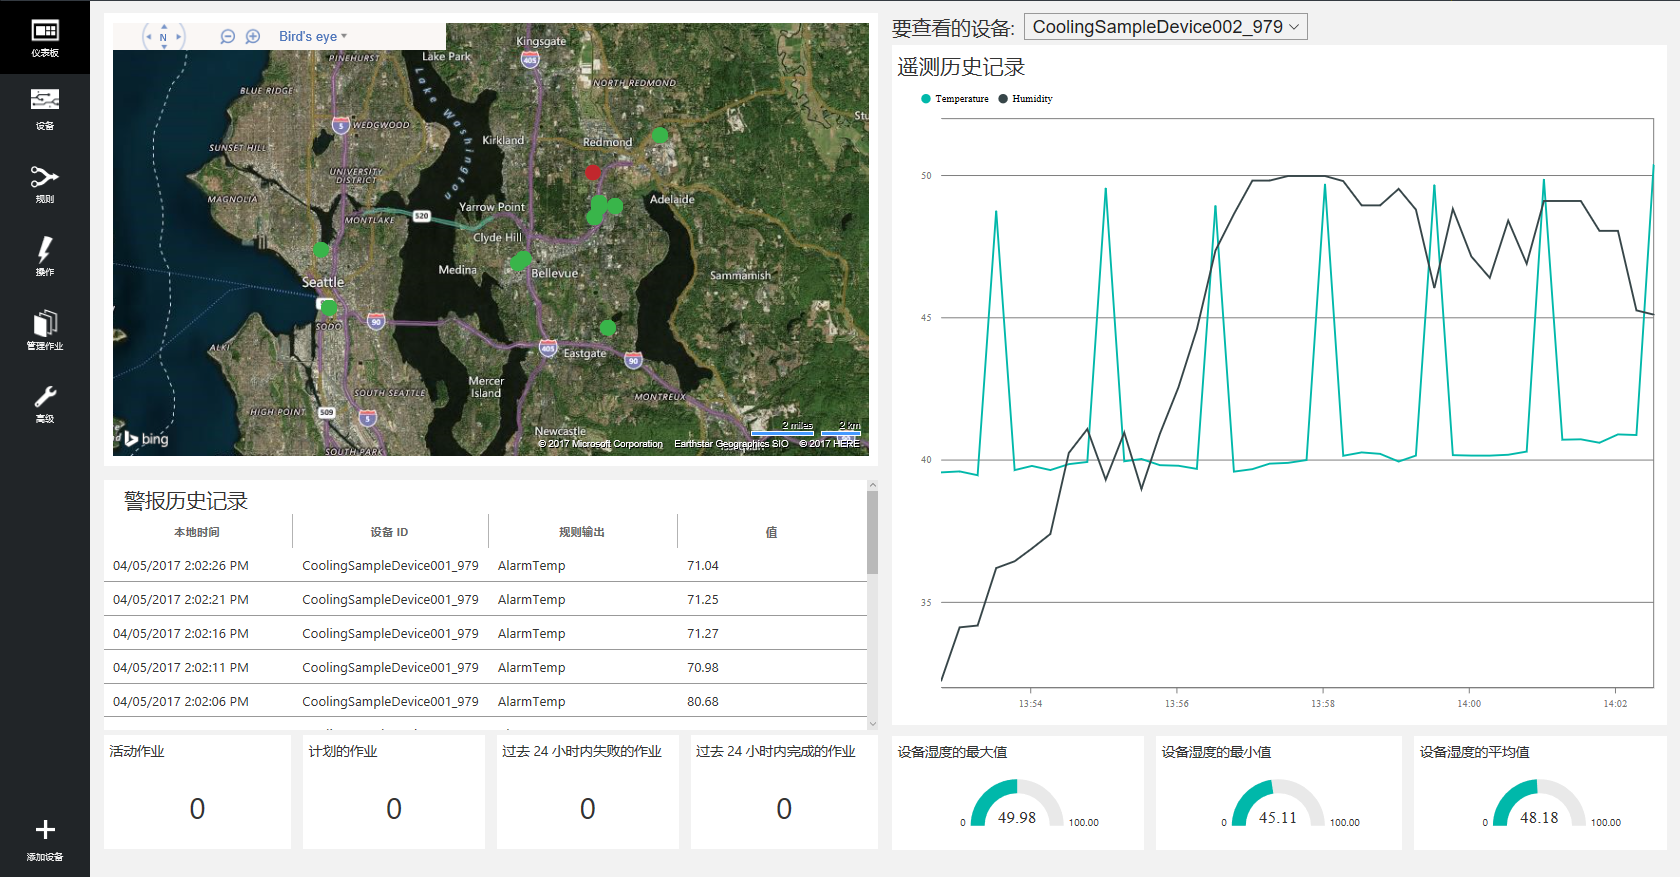 仪表板
设备
规则
操作
管理作业
高级
添加设备
N
Bird's eye
Kingsgate
405
PINEHURST
Lake Park
BLUE RIDGE
NORTH REDMOND
Lake Washington
5
WEDGWOOD
Kirkland
Redmond
SUNSET HILL
UNIVERSITY
DISTRICT
MAGNOLIA
Yarrow Point
Adelaide
MONTLAKE
520
Clyde Hill
Medina
Bellevue
Sammamish
Seattle
SODO
90
ALKI
405
Eastgate
90
Mercer
Island
SOUTH SEATTLE
MONTREUX
HIGH POINT
509
5
Newcastle
2 miles
2 km
bing
© 2017 Microsoft Corporation
Earthstar Geographics SIO
© 2017 HERE
SOUTH PARK
警报历史记录
本地时间 设备 ID 规则输出 值
04/05/2017 2:02:26 PM CoolingSampleDevice001_979 AlarmTemp 71.04
04/05/2017 2:02:21 PM CoolingSampleDevice001_979 AlarmTemp 71.25
04/05/2017 2:02:16 PM CoolingSampleDevice001_979 AlarmTemp 71.27
04/05/2017 2:02:11 PM CoolingSampleDevice001_979 AlarmTemp 70.98
04/05/2017 2:02:06 PM CoolingSampleDevice001_979 AlarmTemp 80.68
活动作业
0
计划的作业
0
过去 24 小时内失败的作业
0
过去 24 小时内完成的作业
0
要查看的设备: CoolingSampleDevice002_979
遥测历史记录
Temperature Humidity
50
45
40
35
13:54 13:56 13:58 14:00 14:02
设备湿度的最大值
0 49.98 100.00
设备湿度的最小值
0 45.11 100.00
设备湿度的平均值
0 48.18 100.00